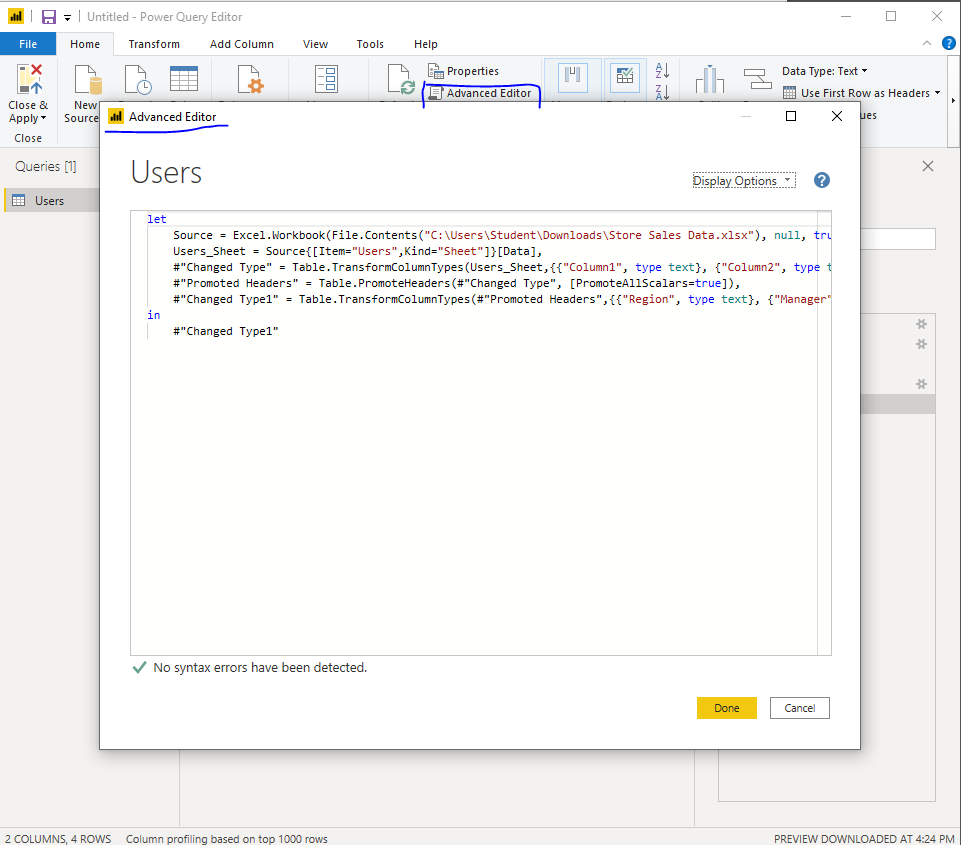 Untitled - Power Query Editor
File Home Transform Add Column View Tools Help
Close &
Apply
New
Source
Properties
Advanced Editor
Data Type: Text
Use First Row as Headers
ues
Close
Advanced Editor
Queries [1]
Users
Users
Display Options
let
Source = Excel.Workbook(File.Contents("C:\Users\Student\Downloads\Store Sales Data.xlsx"), null, tru
Users_Sheet = Source{[Item="Users",Kind="Sheet"]}[Data],
#"Changed Type" = Table.TransformColumnTypes(Users_Sheet,{{"Column1", type text}, {"Column2", type t
#"Promoted Headers" = Table.PromoteHeaders(#"Changed Type", [PromoteAllScalars=true]),
#"Changed Type1" = Table.TransformColumnTypes(#"Promoted Headers",{{"Region", type text}, {"Manager"
in
#"Changed Type1"
No syntax errors have been detected.
Done Cancel
2 COLUMNS, 4 ROWS Column profiling based on top 1000 rows PREVIEW DOWNLOADED AT 4:24 PM